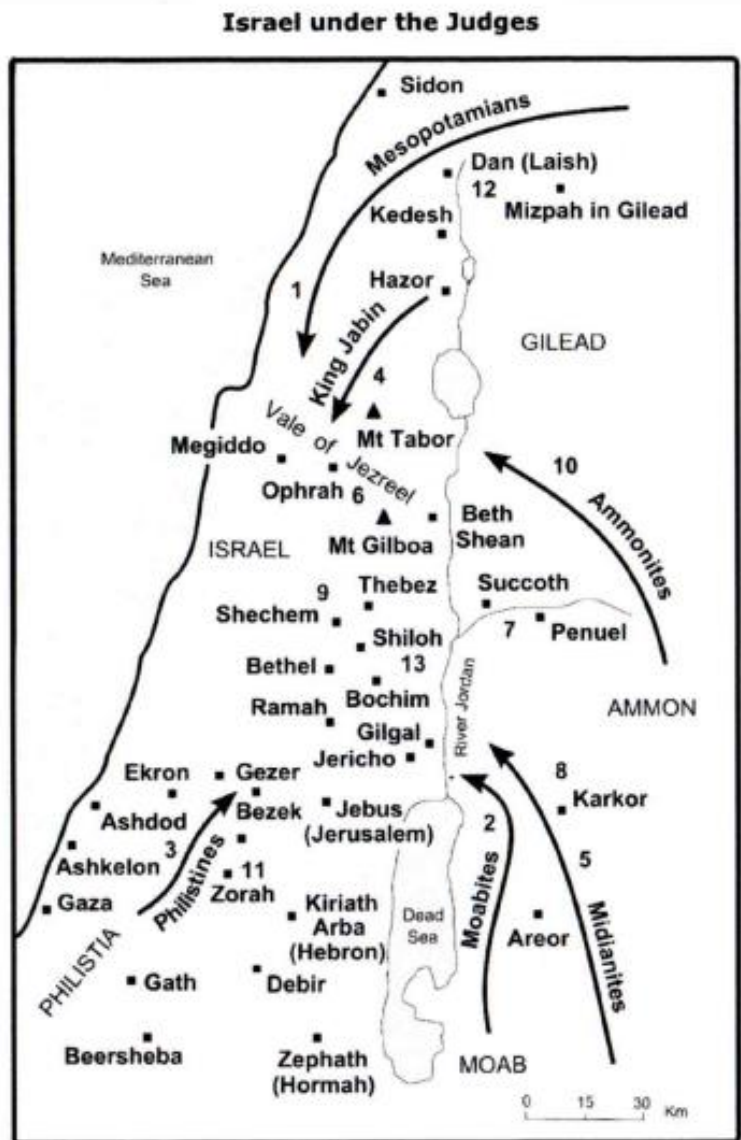 Israel under the Judges
Sidon
Mesopotamians
Dan (Laish)
12
Mizpah in Gilead
Kedesh
Mediterranean
Sea
1
Hazor
King Jabin
GILEAD
4
Mt Tabor
Vale of Jezreel
Megiddo
Ophrah
6
10
Ammonites
Mt Gilboa
Beth
Shean
ISRAEL
Thebez
9
Succoth
Shechem
Shiloh
7
Penuel
Bethel
13
Bochim
Ramah
River Jordan
AMMON
Gilgal
Jericho
Ekron
Gezer
8
Karkor
Ashdod
Bezek
Jebus
(Jerusalem)
2
3
Ashkelon
Philistines
11
Zorah
5
Gaza
Kiriath
Arba
(Hebron)
Dead
Sea
Moabites
Areor
Midianites
PHILISTIA
Gath
Debir
Beersheba
Zephath
(Hormah)
MOAB
0 15 30
Km